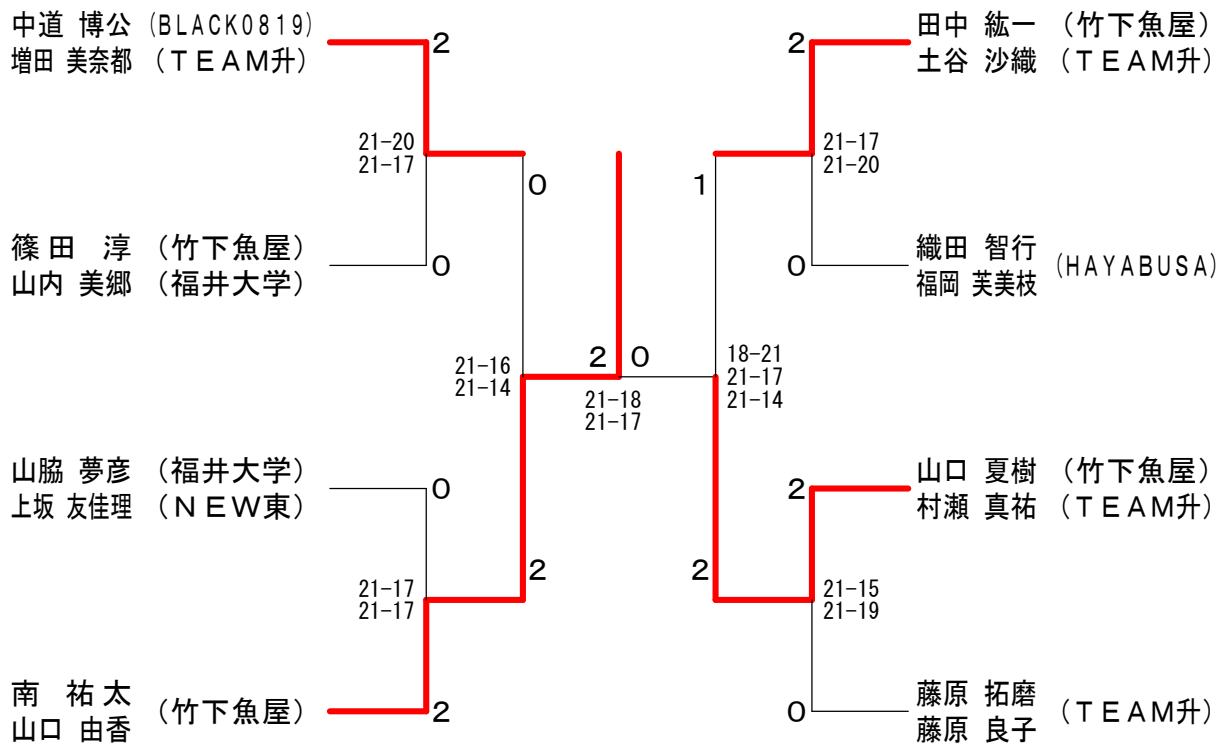 中道 博公 (BLACK0819)
増田 美奈都 (ＴＥＡＭ升)
2
21-20
21-17
0
篠田 淳 (竹下魚屋)
山内 美郷 (福井大学)
0
21-16
21-14
山脇 夢彦 (福井大学)
上坂 友佳理 (ＮＥＷ東)
0
21-17
21-17
2
南 祐太
山口 由香
(竹下魚屋)
2
2 0
21-18
21-17
田中 紘一 (竹下魚屋)
土谷 沙織 (ＴＥＡＭ升)
2
21-17
21-20
1
織田 智行
福岡 芙美枝
(HAYABUSA)
0
18-21
21-17
21-14
山口 夏樹 (竹下魚屋)
村瀬 真祐 (ＴＥＡＭ升)
2
2
21-15
21-19
藤原 拓磨
藤原 良子
(ＴＥＡＭ升)
0